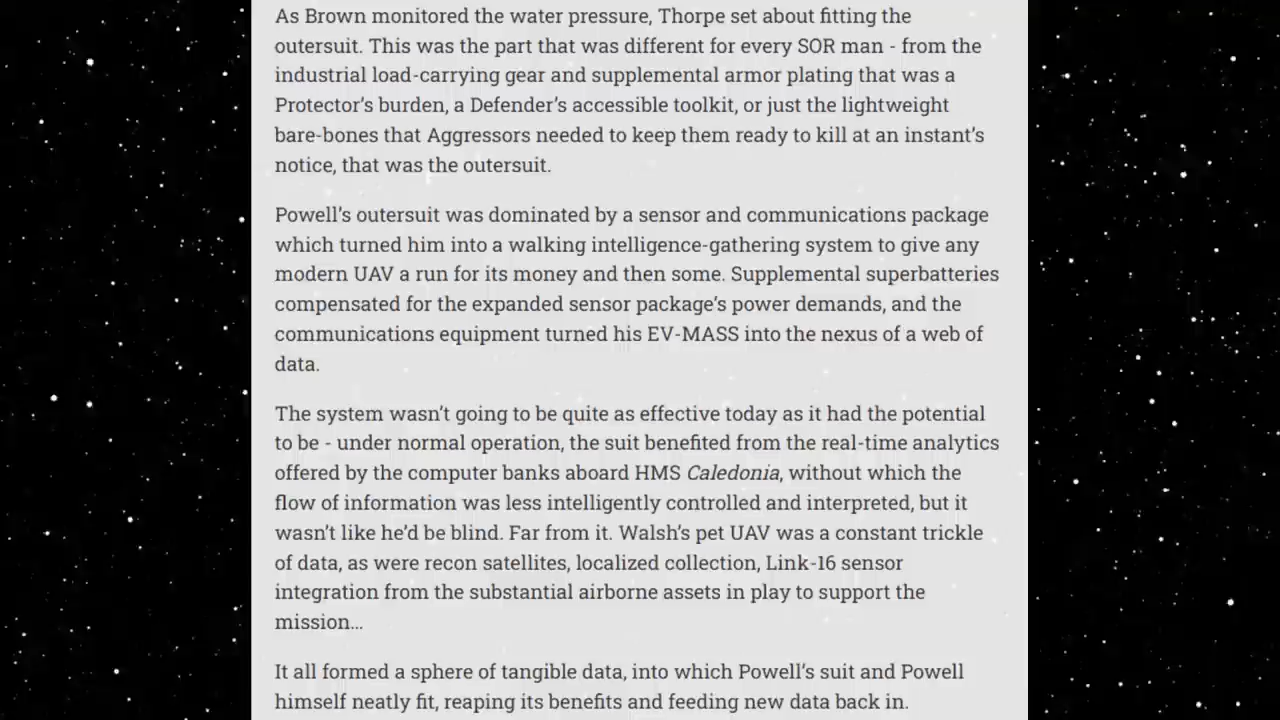 As Brown monitored the water pressure, Thorpe set about fitting the
outersuit. This was the part that was different for every SOR man - from the
industrial load-carrying gear and supplemental armor plating that was a
Protector’s burden, a Defender’s accessible toolkit, or just the lightweight
bare-bones that Aggressors needed to keep them ready to kill at an instant’s
notice, that was the outersuit.
Powell’s outersuit was dominated by a sensor and communications package
which turned him into a walking intelligence-gathering system to give any
modern UAV a run for its money and then some. Supplemental superbatteries
compensated for the expanded sensor package’s power demands, and the
communications equipment turned his EV-MASS into the nexus of a web of
data.
The system wasn’t going to be quite as effective today as it had the potential
to be - under normal operation, the suit benefited from the real-time analytics
offered by the computer banks aboard HMS Caledonia, without which the
flow of information was less intelligently controlled and interpreted, but it
wasn’t like he’d be blind. Far from it. Walsh’s pet UAV was a constant trickle
of data, as were recon satellites, localized collection, Link-16 sensor
integration from the substantial airborne assets in play to support the
mission…
It all formed a sphere of tangible data, into which Powell’s suit and Powell
himself neatly fit, reaping its benefits and feeding new data back in.